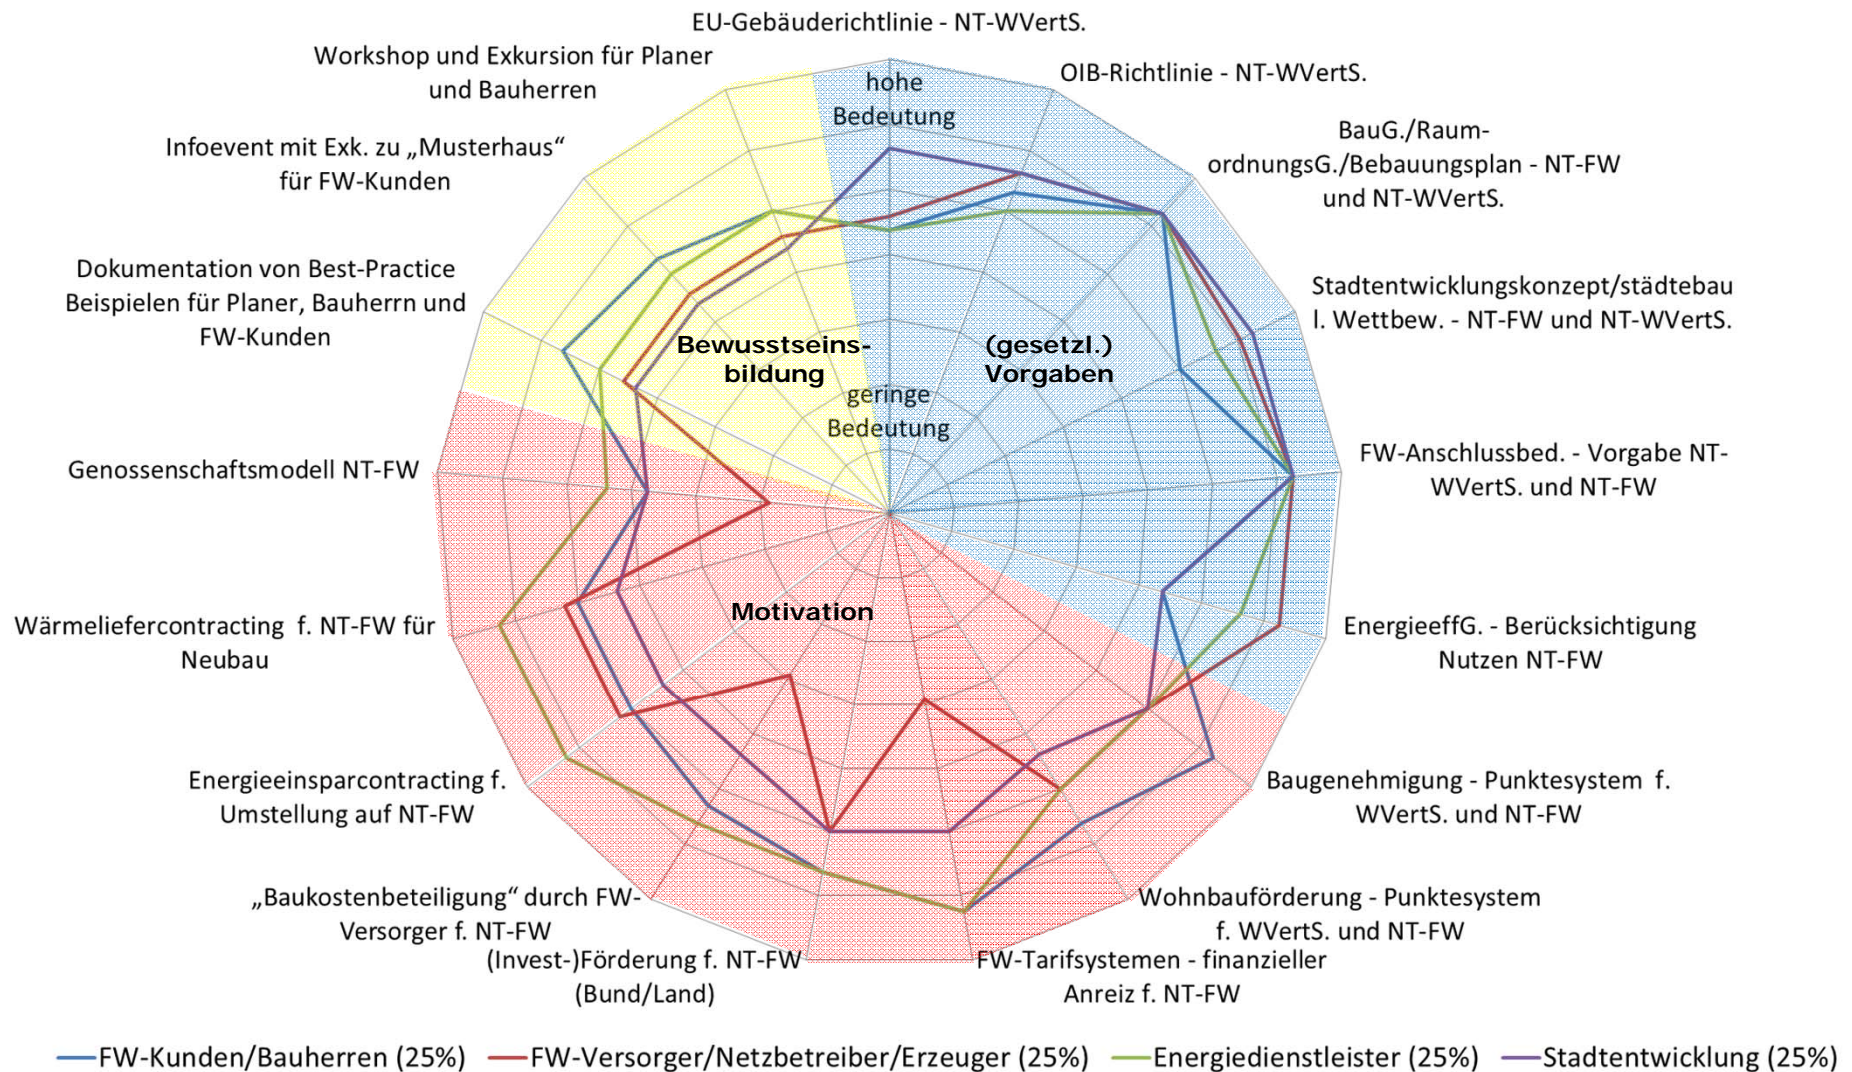 EU-Gebäuderichtlinie - NT-WVertS.
OIB-Richtlinie - NT-WVertS.
BauG./Raum-
ordnungsG./Bebauungsplan - NT-FW
und NT-WVertS.
Stadtentwicklungskonzept/städtebau
l. Wettbew. - NT-FW und NT-WVertS.
FW-Anschlussbed. - Vorgabe NT-
WVertS. und NT-FW
EnergieeffG. - Berücksichtigung
Nutzen NT-FW
Baugenehmigung - Punktesystem f.
WVertS. und NT-FW
Wohnbauförderung - Punktesystem
f. WVertS. und NT-FW
FW-Tarifsystemen - finanzieller
Anreiz f. NT-FW
(Invest-)Förderung f. NT-FW
(Bund/Land)
„Baukostenbeteiligung“ durch FW-
Versorger f. NT-FW
Energieeinsparcontracting f.
Umstellung auf NT-FW
Wärmeliefercontracting f. NT-FW für
Neubau
Genossenschaftsmodell NT-FW
Dokumentation von Best-Practice
Beispielen für Planer, Bauherrn und
FW-Kunden
Infoevent mit Exk. zu „Musterhaus“
für FW-Kunden
Workshop und Exkursion für Planer
und Bauherren
hohe
Bedeutung
Bewusstseins-
bildung
(gesetzl.)
Vorgaben
geringe
Bedeutung
Motivation
FW-Kunden/Bauherren (25%)
FW-Versorger/Netzbetreiber/Erzeuger (25%)
Energiedienstleister (25%)
Stadtentwicklung (25%)